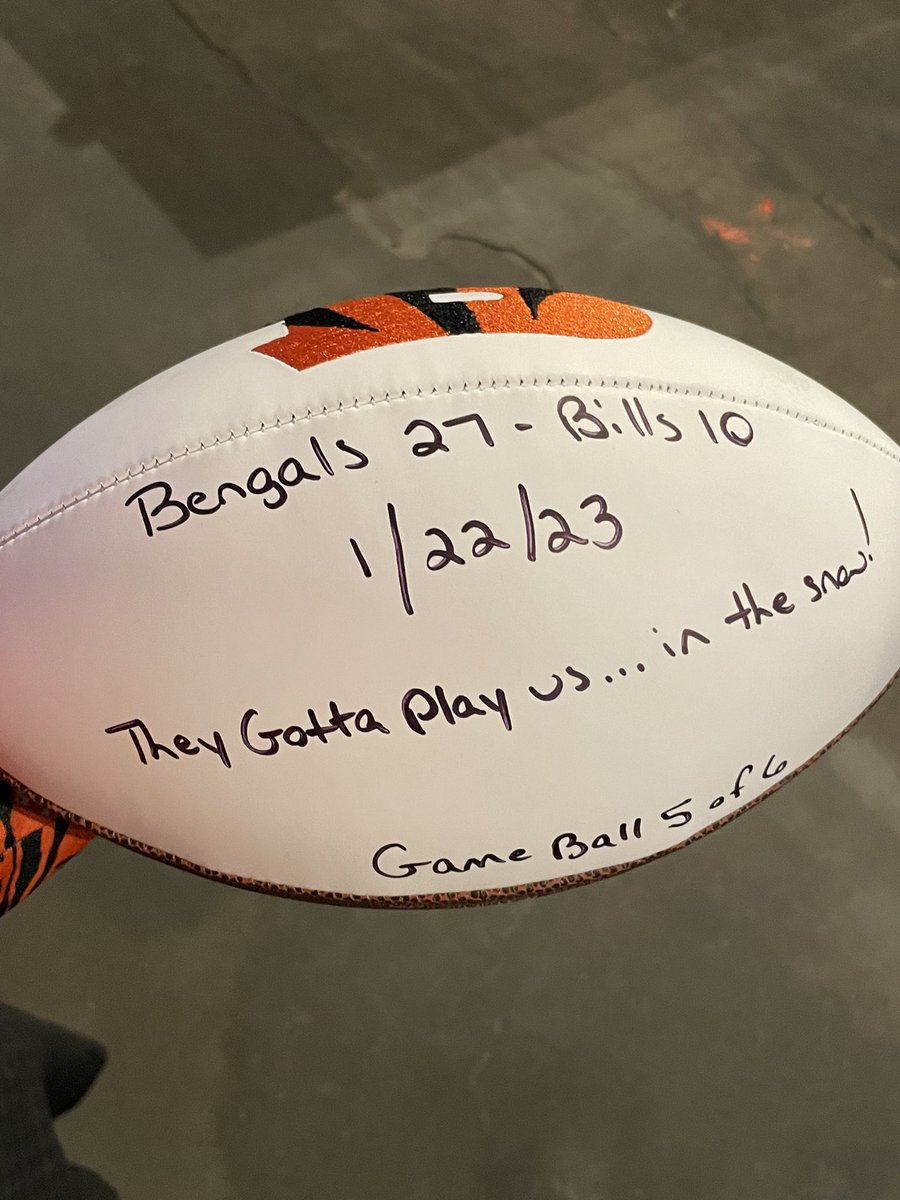 Bengals 27 - Bills 10
1/22/23
They Gotta Play us... in the snow!
Game Ball 5 of 6